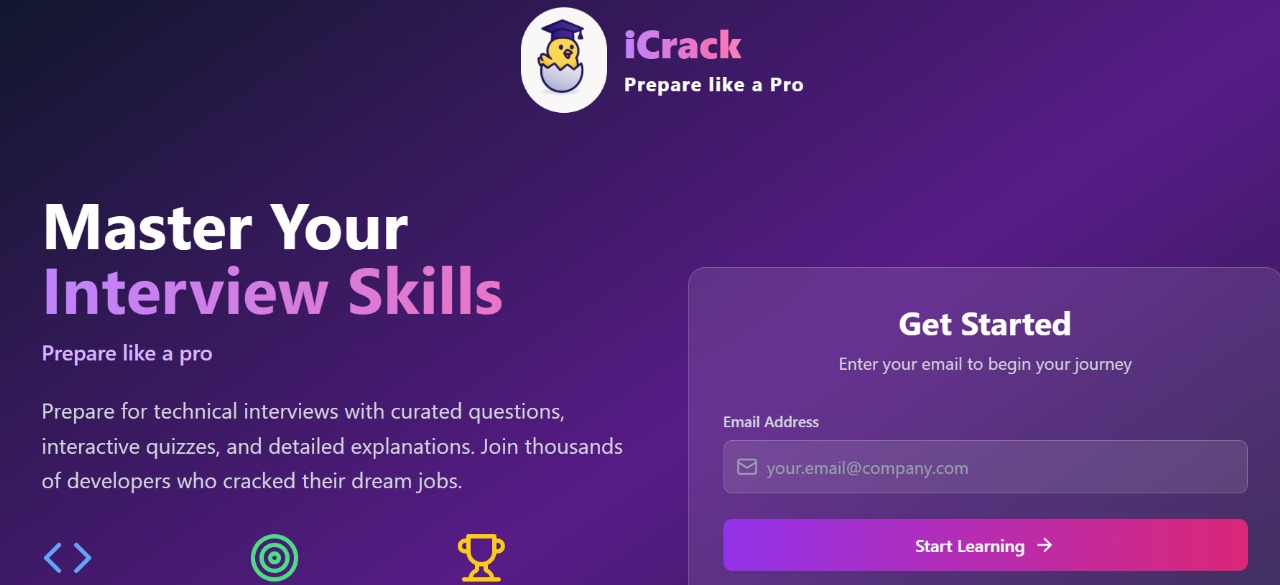 iCrack
Prepare like a Pro
Master Your
Interview Skills
Prepare like a pro
Prepare for technical interviews with curated questions,
interactive quizzes, and detailed explanations. Join thousands
of developers who cracked their dream jobs.
Get Started
Enter your email to begin your journey
Email Address
your.email@company.com
Start Learning →